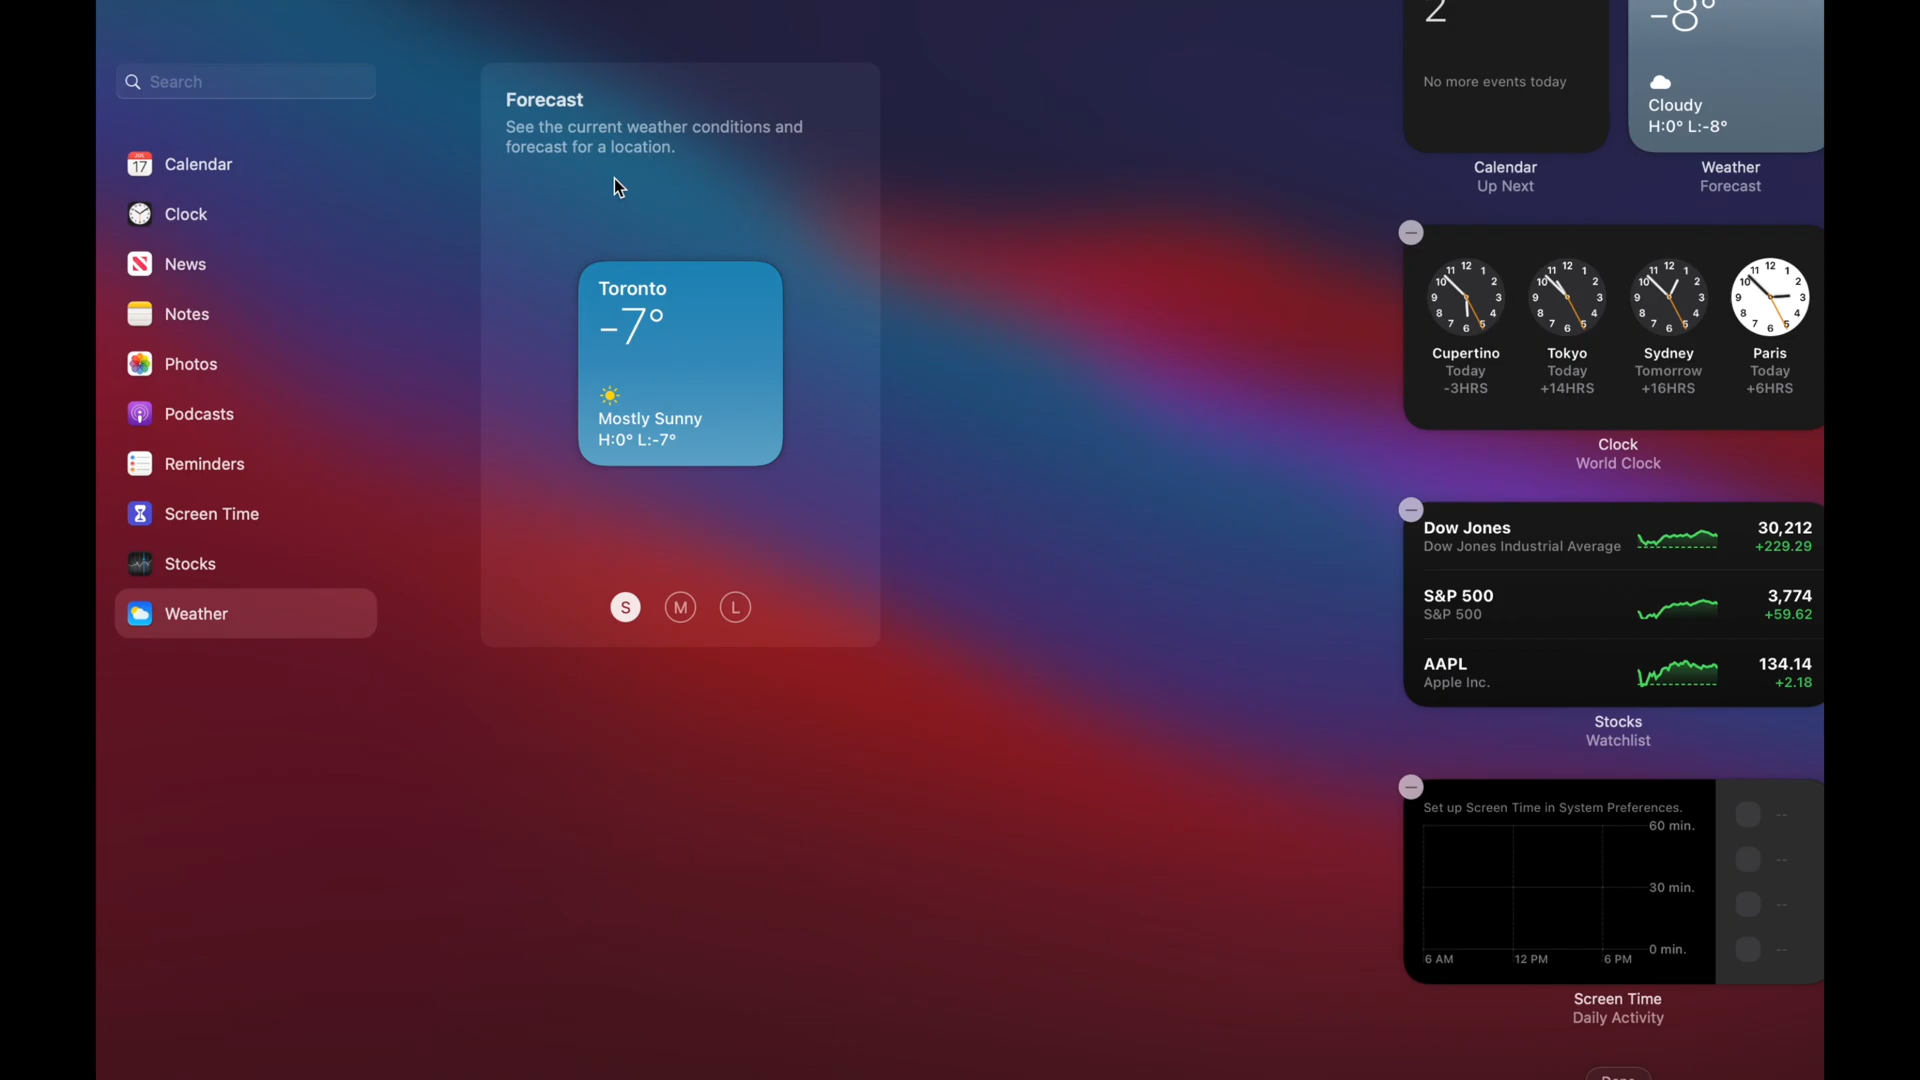 Search
Calendar
Clock
News
Notes
Photos
Podcasts
Reminders
Screen Time
Stocks
Weather
Forecast
See the current weather conditions and
forecast for a location.
Toronto
-7°
Mostly Sunny
H:0° L:-7°
S M L
2
No more events today
Calendar
Up Next
-8°
Cloudy
H:0° L:-8°
Weather
Forecast
Cupertino
Today
-3HRS
Tokyo
Today
+14HRS
Sydney
Tomorrow
+16HRS
Paris
Today
+6HRS
Clock
World Clock
Dow Jones 30,212
Dow Jones Industrial Average +229.29
S&P 500 3,774
S&P 500 +59.62
AAPL 134.14
Apple Inc. +2.18
Stocks
Watchlist
Set up Screen Time in System Preferences.
60 min.
30 min.
0 min.
6 AM 12 PM 6 PM
--
--
--
--
Screen Time
Daily Activity